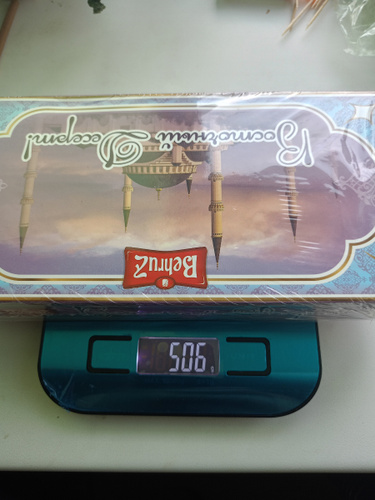 Восточный Десерт!
BehruZ
506 g